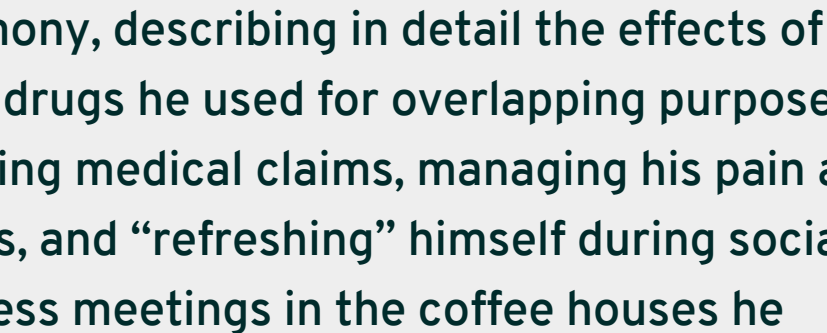 nony, describing in detail the effects of
drugs he used for overlapping purpose
ing medical claims, managing his pain a
s, and “refreshing” himself during socia
ess meetings in the coffee houses he